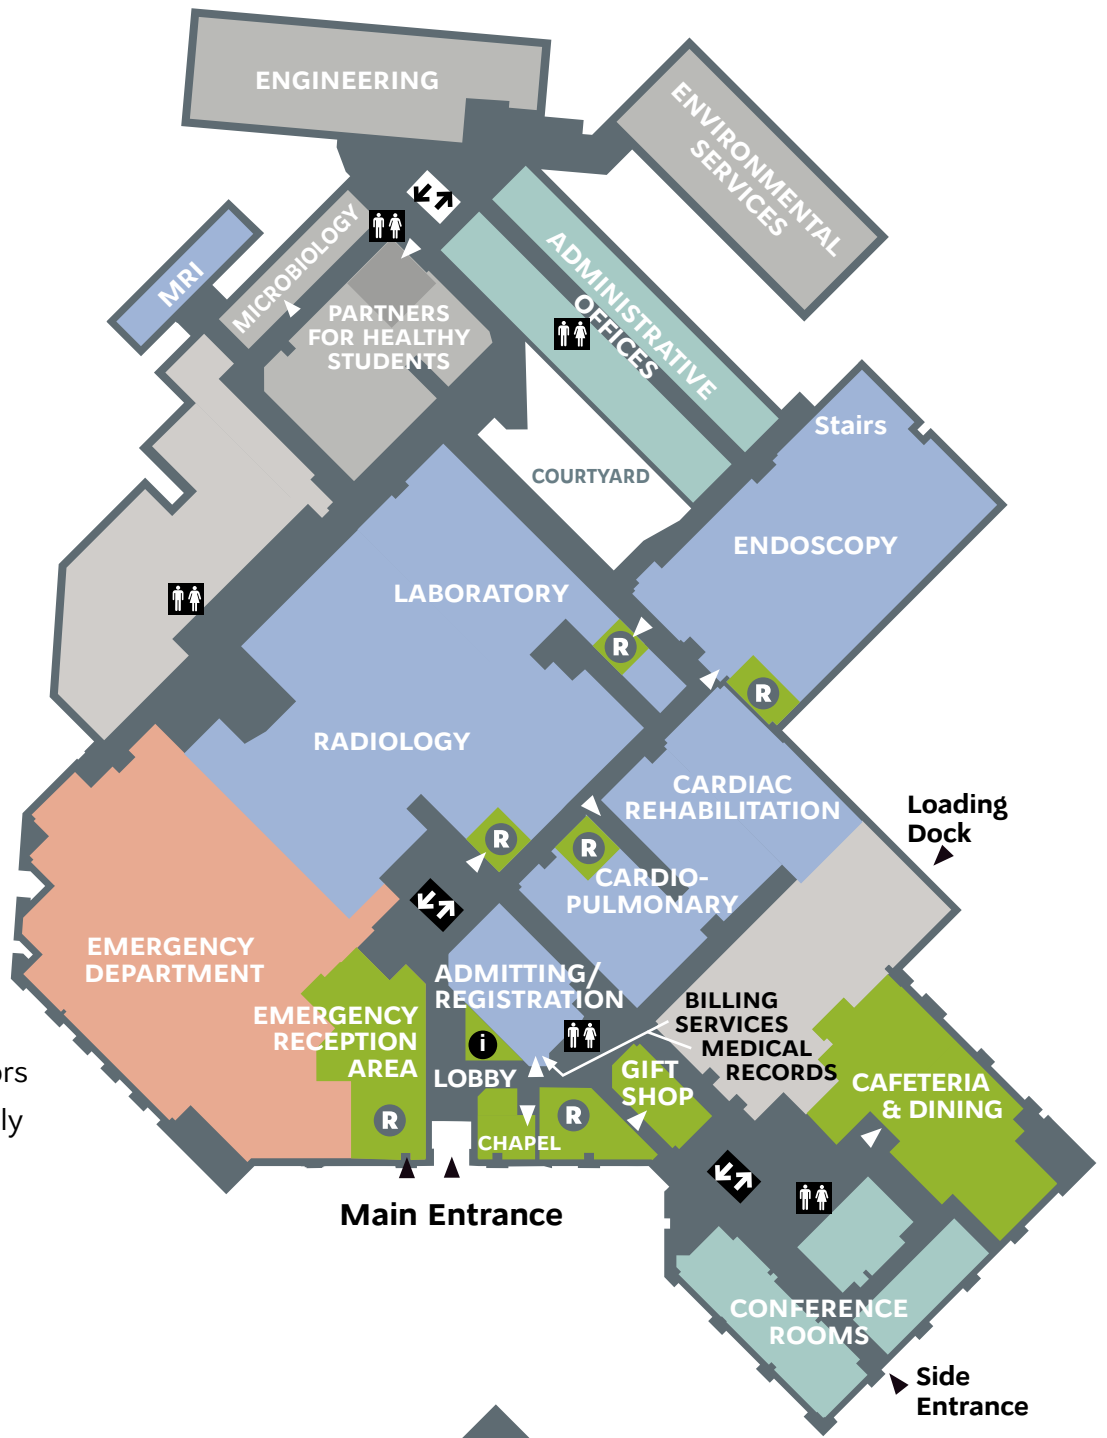 ENGINEERING
ENVIRONMENTAL
SERVICES
MRI
MICROBIOLOGY
PARTNERS
FOR HEALTHY
STUDENTS
ADMINISTRATIVE
OFFICES
Stairs
COURTYARD
ENDOSCOPY
LABORATORY
R
R
RADIOLOGY
CARDIAC
REHABILITATION
Loading
Dock
R
R
CARDIO-
PULMONARY
EMERGENCY
DEPARTMENT
ADMITTING/
REGISTRATION
EMERGENCY
RECEPTION
AREA
i
BILLING
SERVICES
MEDICAL
RECORDS
LOBBY
GIFT
SHOP
CAFETERIA
& DINING
ors
ly
R
R
CHAPEL
Main Entrance
CONFERENCE
ROOMS
Side
Entrance